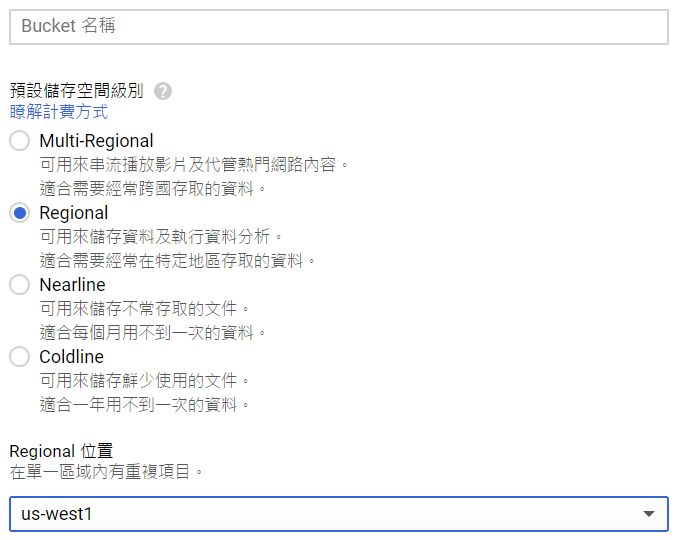 Bucket 名稱
預設儲存空間級別 ?
瞭解計費方式
Multi-Regional
可用來串流播放影片及代管熱門網路內容。
適合需要經常跨國存取的資料。
Regional
可用來儲存資料及執行資料分析。
適合需要經常在特定地區存取的資料。
Nearline
可用來儲存不常存取的文件。
適合每個月用不到一次的資料。
Coldline
可用來儲存鮮少使用的文件。
適合一年用不到一次的資料。
Regional 位置
在單一區域內有重複項目。
us-west1